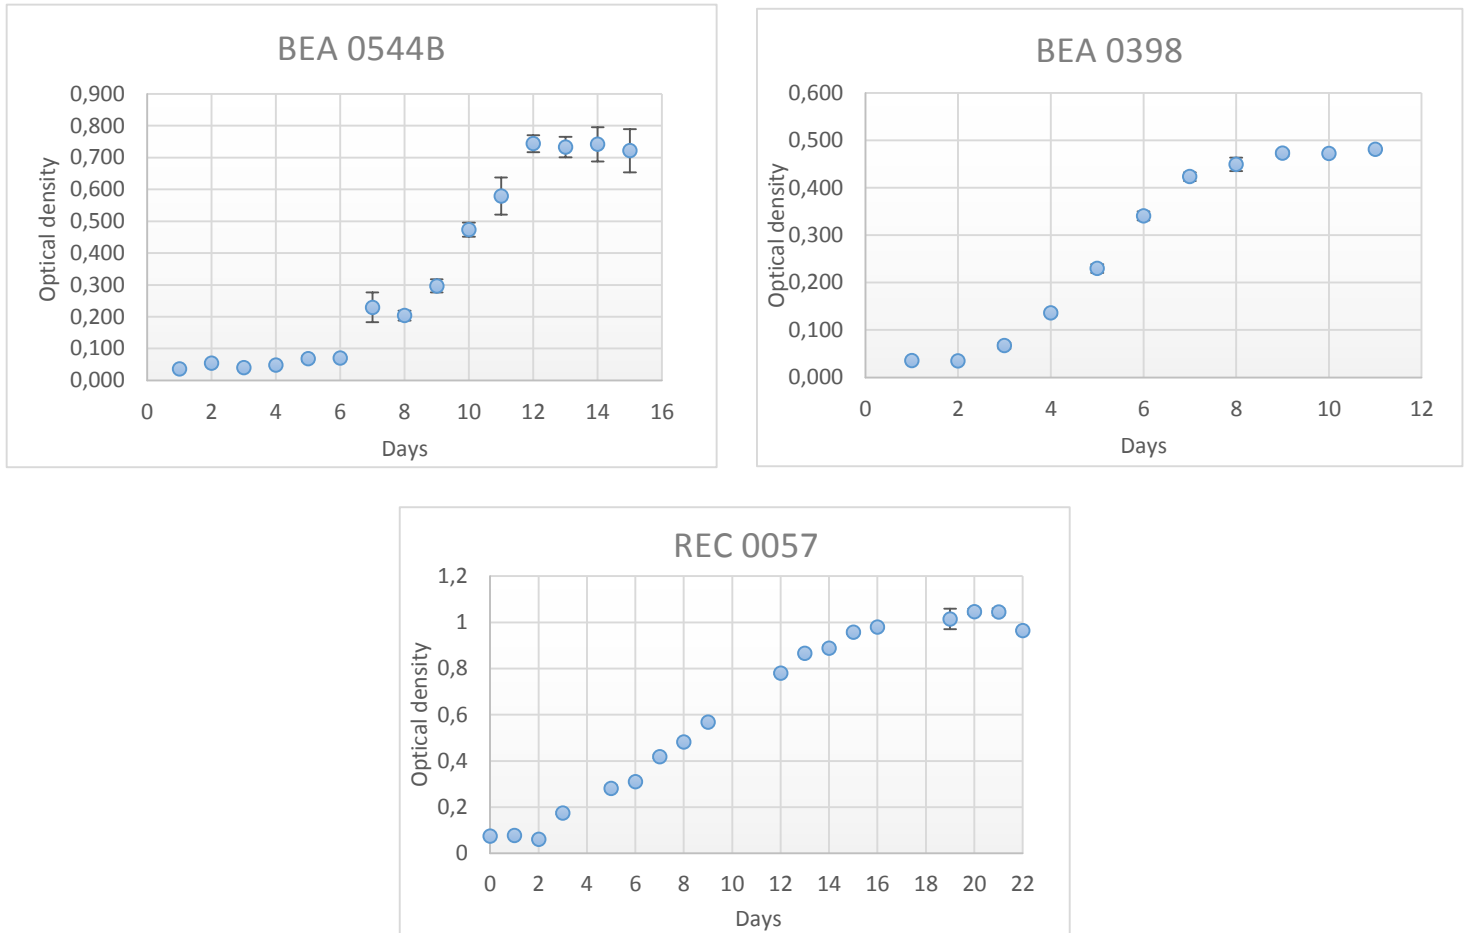 BEA 0544B
0,900
0,800
0,700
0,600
0,500
0,400
0,300
0,200
0,100
0,000
Optical density
0 2 4 6 8 10 12 14 16
Days
BEA 0398
0,600
0,500
0,400
0,300
0,200
0,100
0,000
Optical density
0 2 4 6 8 10 12
Days
REC 0057
1,2
1
0,8
0,6
0,4
0,2
0
Optical density
0 2 4 6 8 10 12 14 16 18 20 22
Days